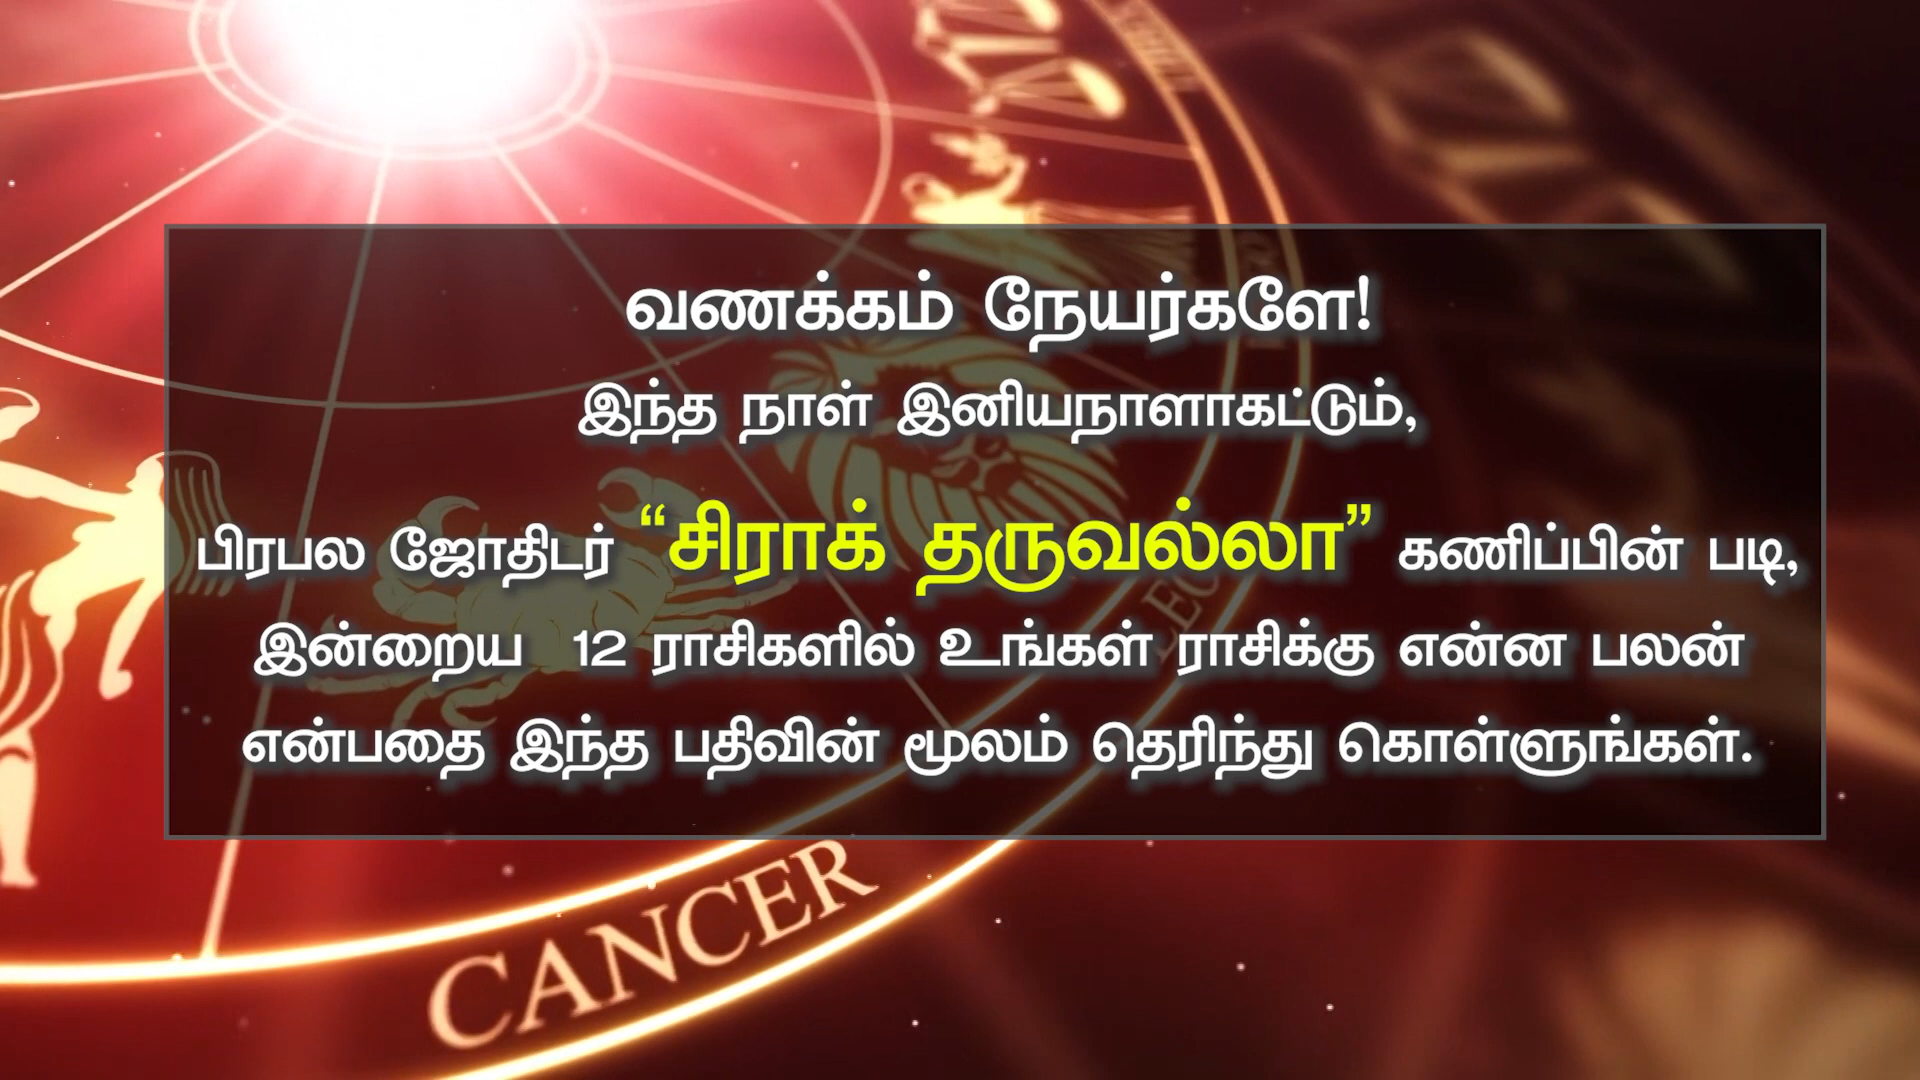 வணக்கம் நேயர்களே!
இந்த நாள் இனியநாளாகட்டும்,
பிரபல ஜோதிடர் “சிராக் தருவல்லா” கணிப்பின் படி,
இன்றைய 12 ராசிகளில் உங்கள் ராசிக்கு என்ன பலன்
என்பதை இந்த பதிவின் மூலம் தெரிந்து கொள்ளுங்கள்.
LEO
CANCER